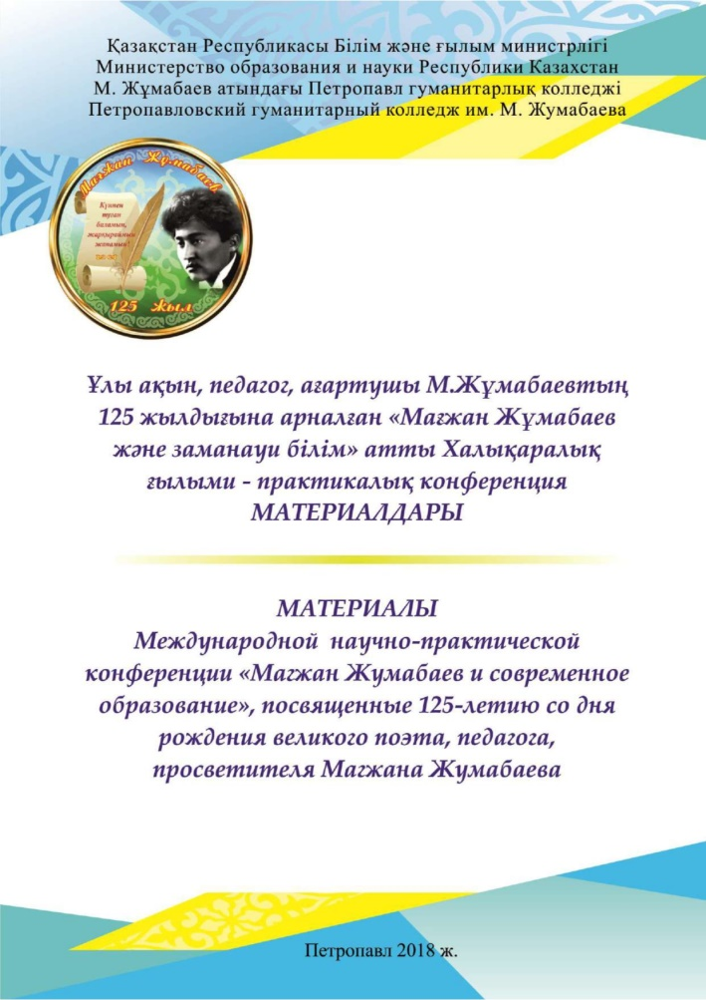 Қазақстан Республикасы Білім және ғылым министрлігі
Министерство образования и науки Республики Казахстан
М. Жұмабаев атындағы Петропавл гуманитарлық колледжі
Петропавловский гуманитарный колледж им. М. Жумабаева
Мағжан Жұмабаев
Күннен
туған
баламын,
жарқыраймын
жанамын!
125 жыл
Ұлы ақын, педагог, ағартушы М.Жұмабаевтың
125 жылдығына арналған «Мағжан Жұмабаев
және заманауи білім» атты Халықаралық
ғылыми - практикалық конференция
МАТЕРИАЛДАРЫ
МАТЕРИАЛЫ
Международной научно-практической
конференции «Магжан Жумабаев и современное
образование», посвященные 125-летию со дня
рождения великого поэта, педагога,
просветителя Магжана Жумабаева
Петропавл 2018 ж.